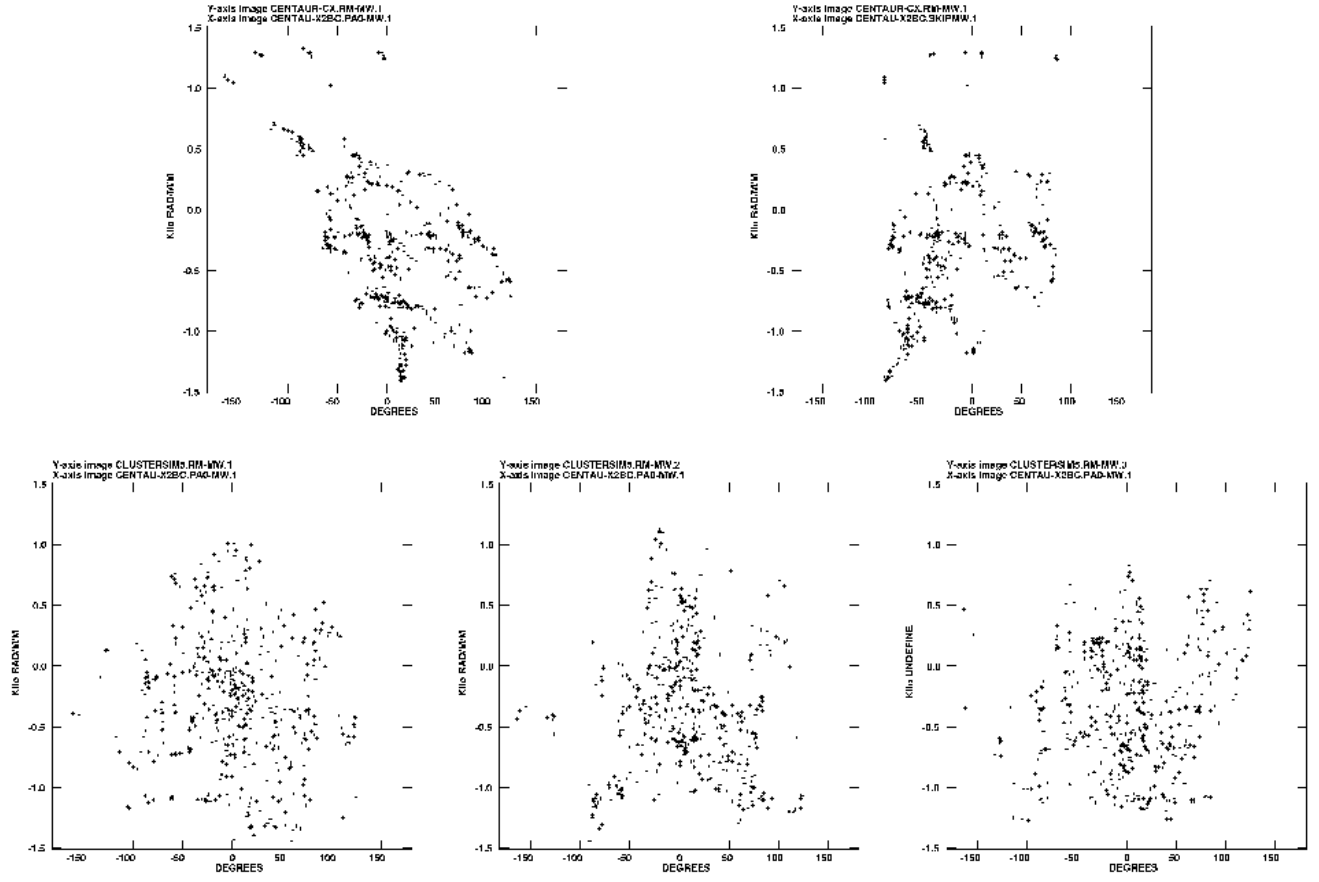 Y-axis image CENTAUR-CX.RM-MW.1
X-axis image CENTAU-X2BC.PA0-MW.1
1.5
1.0
0.5
0.0
-0.5
-1.0
-1.5
Kilo RAD/M/M
-150 -100 -50 -0 50 100 150
DEGREES
Y-axis image CENTAUR-CX.RM-MW.1
X-axis image CENTAU-X2BC.SKIPMW.1
1.5
1.0
0.5
0.0
-0.5
-1.0
-1.5
Kilo RAD/M/M
-150 -100 -50 -0 50 100 150
DEGREES
Y-axis image CLUSTERSIM5.RM-MW.1
X-axis image CENTAU-X2BC.PA0-MW.1
1.5
1.0
0.5
0.0
-0.5
-1.0
-1.5
Kilo RAD/M/M
-150 -100 -50 -0 50 100 150
DEGREES
Y-axis image CLUSTERSIM5.RM-MW.2
X-axis image CENTAU-X2BC.PA0-MW.1
1.5
1.0
0.5
0.0
-0.5
-1.0
-1.5
Kilo RAD/M/M
-150 -100 -50 -0 50 100 150
DEGREES
Y-axis image CLUSTERSIM5.RM-MW.3
X-axis image CENTAU-X2BC.PA0-MW.1
1.5
1.0
0.5
0.0
-0.5
-1.0
-1.5
Kilo UNDEFINE
-150 -100 -50 -0 50 100 150
DEGREES